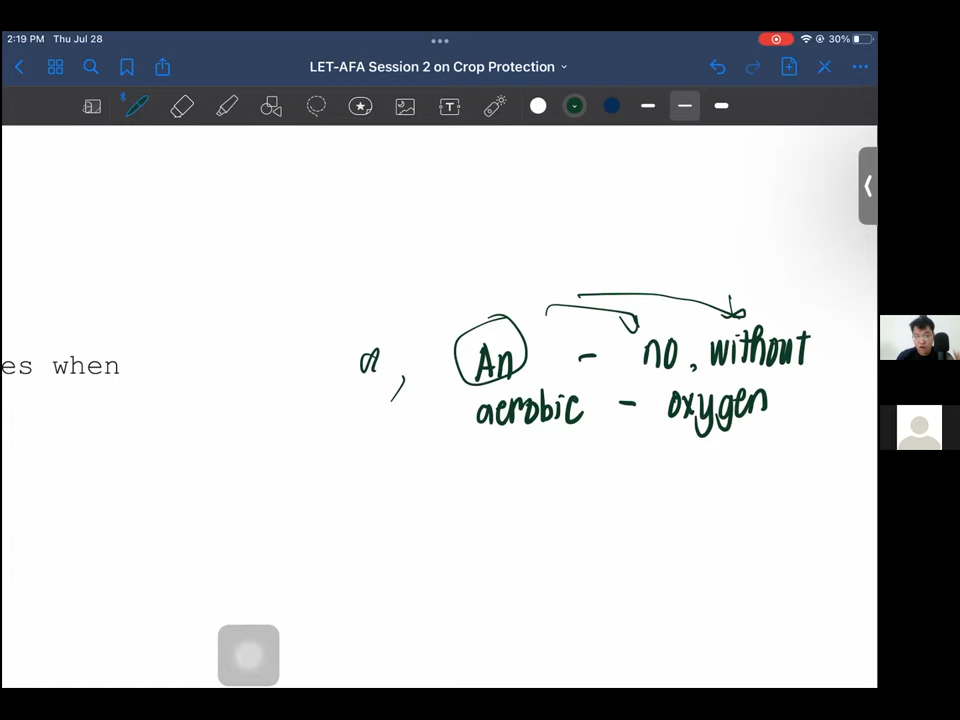 2:19 PM Thu Jul 28
30%
LET-AFA Session 2 on Crop Protection
T
es when
a, An - no, without
aerobic - oxygen